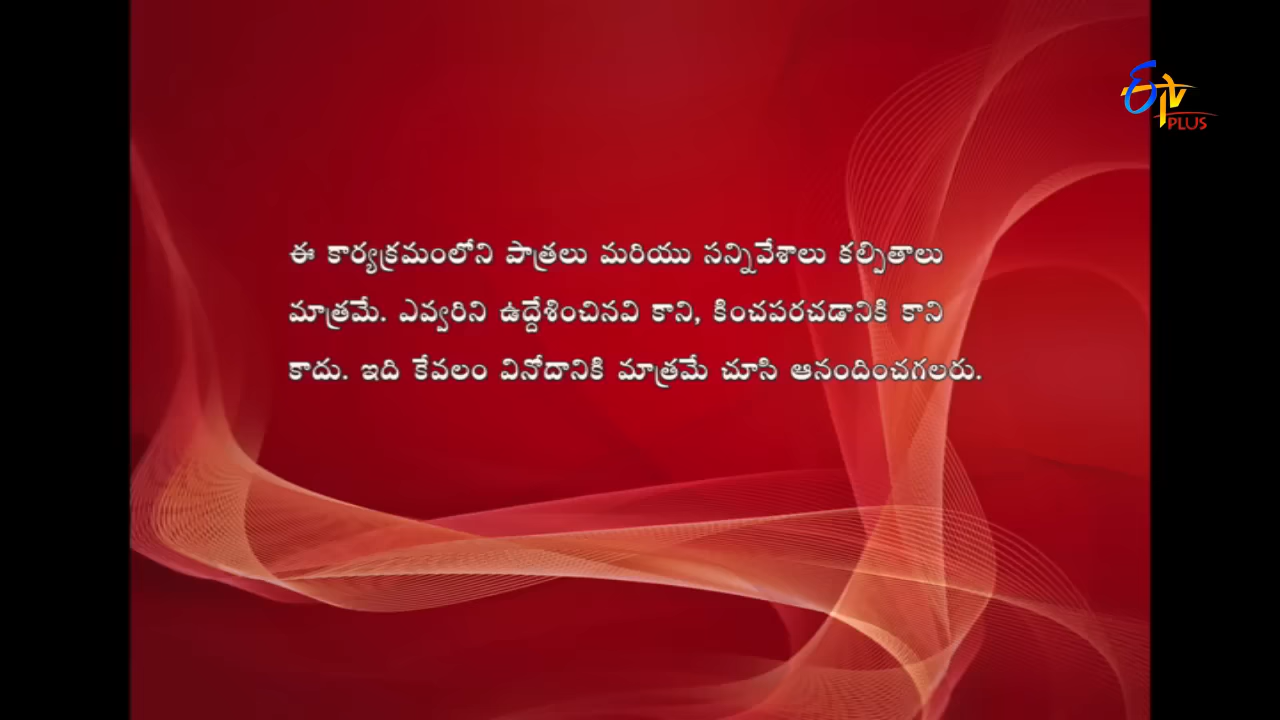 ETV PLUS
ఈ కార్యక్రమంలోని పాత్రలు మరియు సన్నివేశాలు కల్పితాలు
మాత్రమే. ఎవ్వరిని ఉద్దేశించినవి కాని, కించపరచడానికి కాని
కాదు. ఇది కేవలం వినోదానికి మాత్రమే చూసి ఆనందించగలరు.